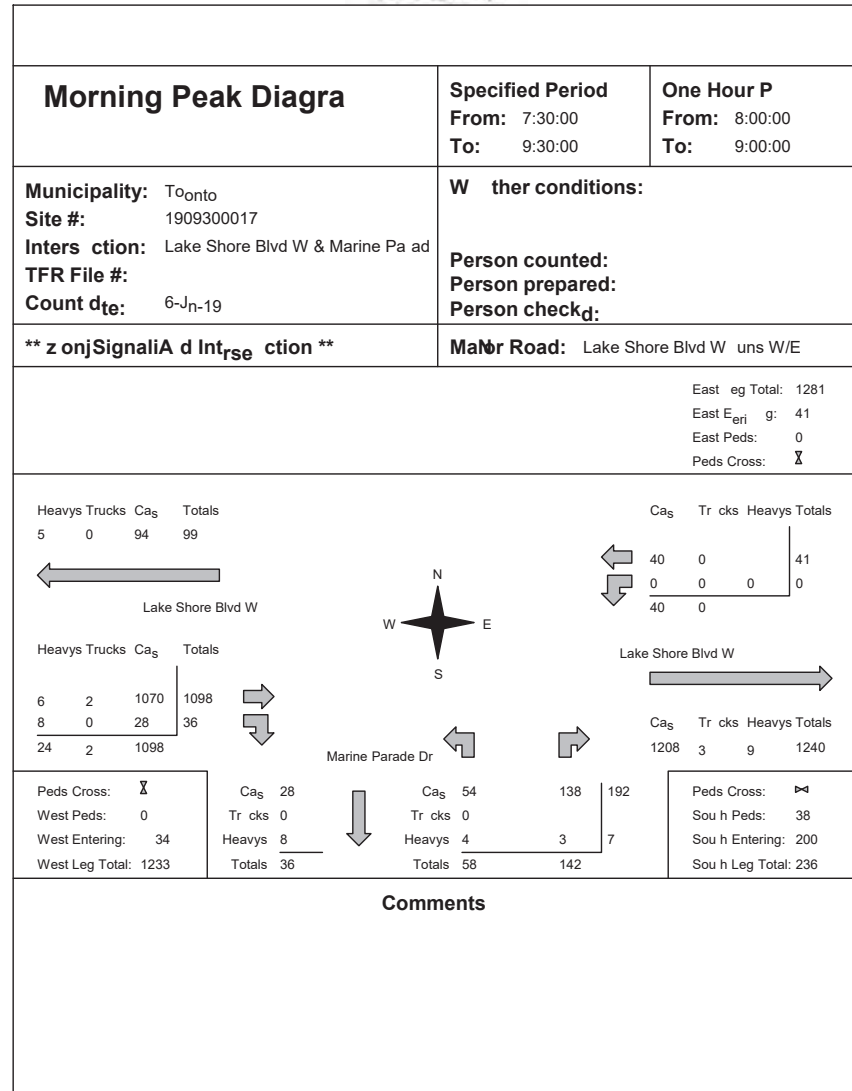 Morning Peak Diagra
Specified Period
From: 7:30:00
To: 9:30:00
One Hour P
From: 8:00:00
To: 9:00:00
Municipality: Toonto
Site #: 1909300017
Inters ction: Lake Shore Blvd W & Marine Pa ad
TFR File #:
Count dte: 6-Jn-19
W ther conditions:
Person counted:
Person prepared:
Person checkd:
** z onjSignaliA d Intrse ction **
Major Road: Lake Shore Blvd W uns W/E
East eg Total: 1281
East Eeri g: 41
East Peds: 0
Peds Cross:
Heavys Trucks Cas Totals
5 0 94 99
Lake Shore Blvd W
Heavys Trucks Cas Totals
6 2 1070 1098
8 0 28 36
24 2 1098
N
W E
S
Cas Tr cks Heavys Totals
40 0 41
0 0 0 0
40 0
Lake Shore Blvd W
Cas Tr cks Heavys Totals
1208 3 9 1240
Marine Parade Dr
Peds Cross:
West Peds: 0
West Entering: 34
West Leg Total: 1233
Cas 28
Tr cks 0
Heavys 8
Totals 36
Cas 54 138 192
Tr cks 0
Heavys 4 3 7
Totals 58 142
Peds Cross:
Sou h Peds: 38
Sou h Entering: 200
Sou h Leg Total: 236
Comments